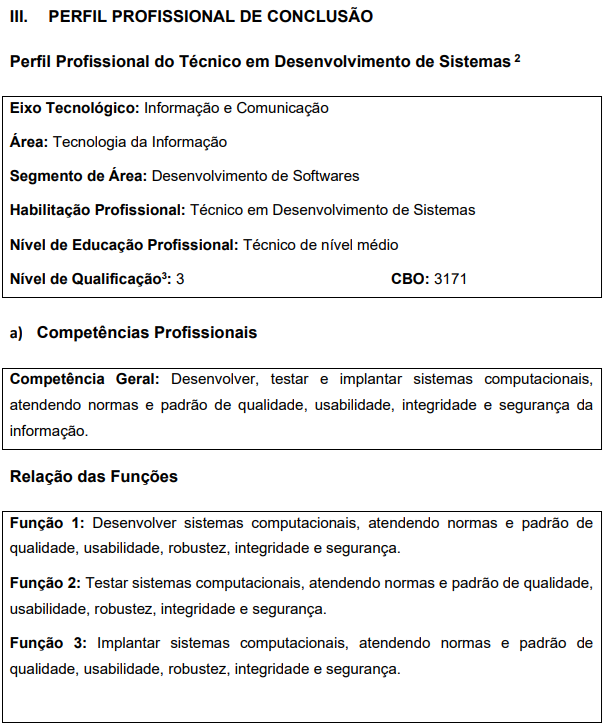 III. PERFIL PROFISSIONAL DE CONCLUSÃO
Perfil Profissional do Técnico em Desenvolvimento de Sistemas ²
Eixo Tecnológico: Informação e Comunicação
Área: Tecnologia da Informação
Segmento de Área: Desenvolvimento de Softwares
Habilitação Profissional: Técnico em Desenvolvimento de Sistemas
Nível de Educação Profissional: Técnico de nível médio
Nível de Qualificação³: 3 CBO: 3171
a) Competências Profissionais
Competência Geral: Desenvolver, testar e implantar sistemas computacionais,
atendendo normas e padrão de qualidade, usabilidade, integridade e segurança da
informação.
Relação das Funções
Função 1: Desenvolver sistemas computacionais, atendendo normas e padrão de
qualidade, usabilidade, robustez, integridade e segurança.
Função 2: Testar sistemas computacionais, atendendo normas e padrão de qualidade,
usabilidade, robustez, integridade e segurança.
Função 3: Implantar sistemas computacionais, atendendo normas e padrão de
qualidade, usabilidade, robustez, integridade e segurança.